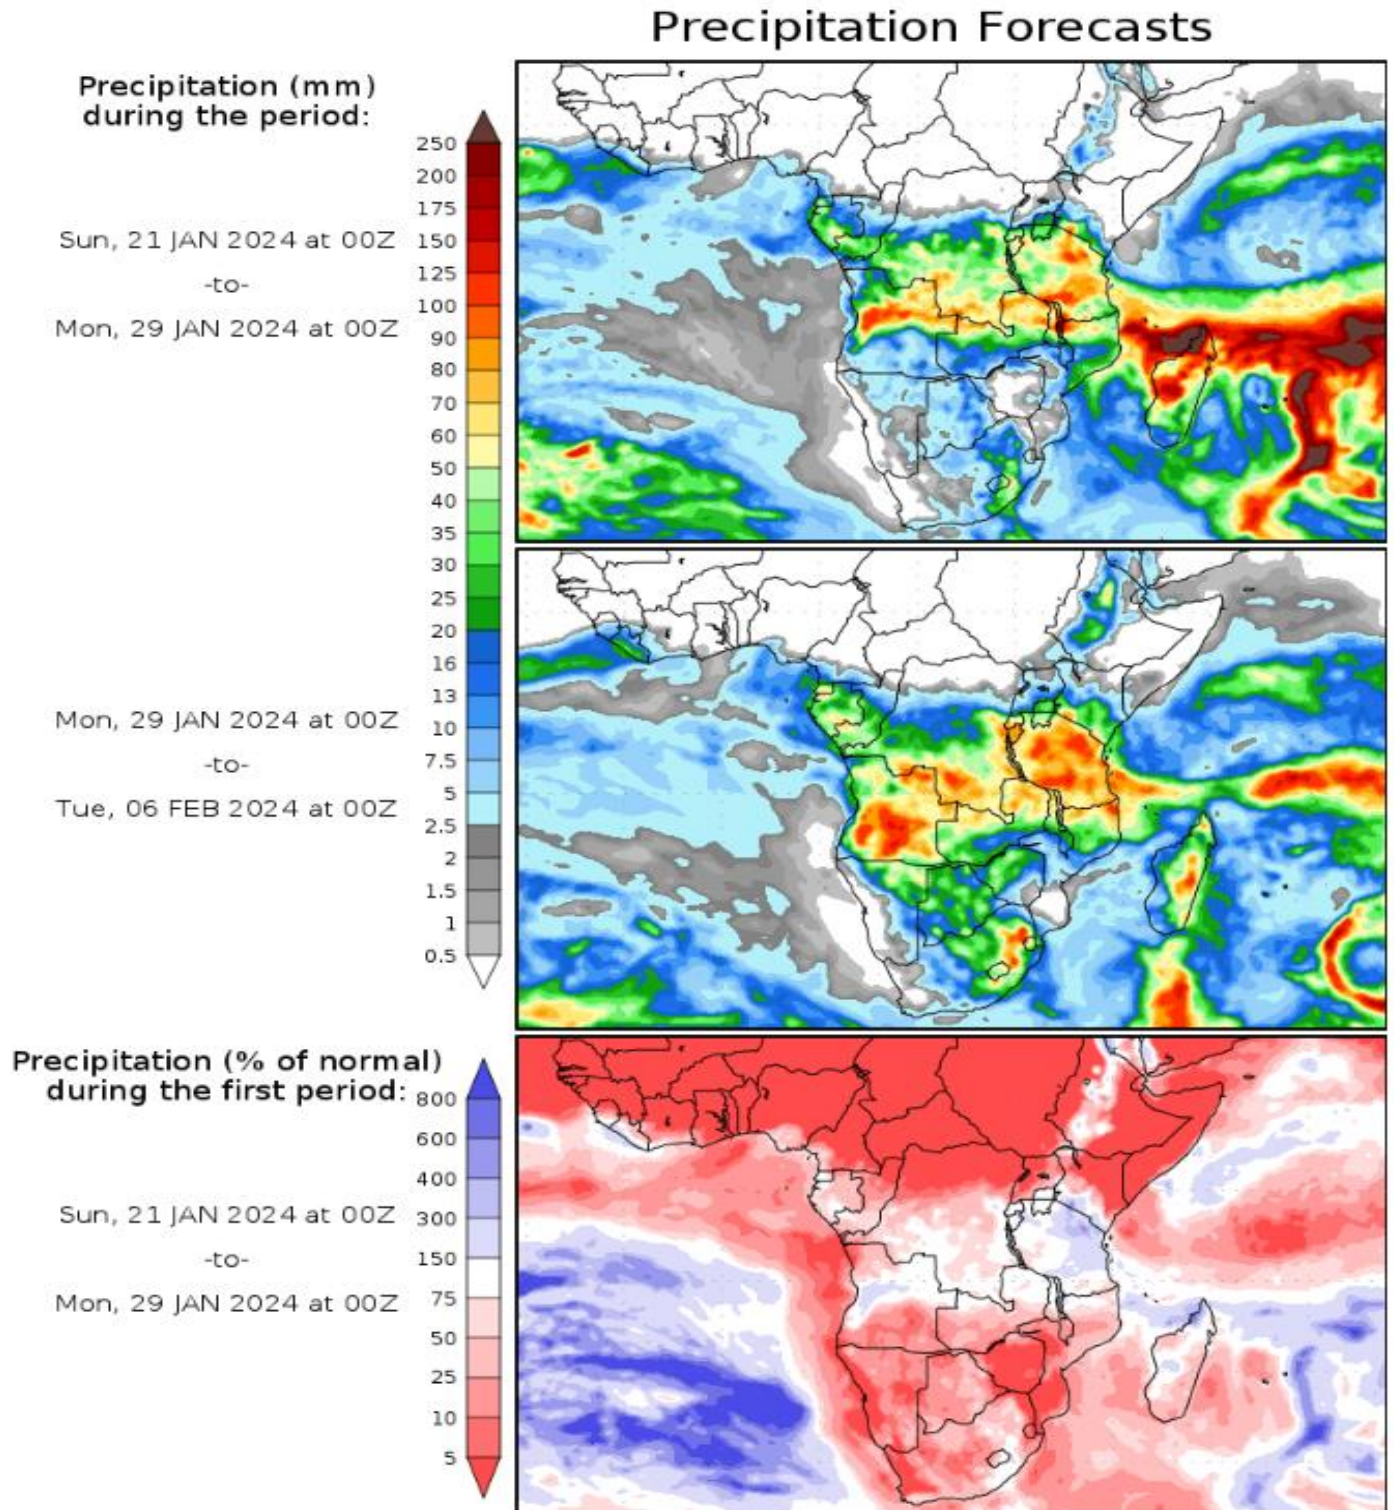 Precipitation Forecasts
Precipitation (mm)
during the period:
250
200
175
150
125
100
90
80
70
60
50
40
35
30
25
20
16
13
10
7.5
5
2.5
2
1.5
1
0.5
Sun, 21 JAN 2024 at 00Z
-to-
Mon, 29 JAN 2024 at 00Z
Mon, 29 JAN 2024 at 00Z
-to-
Tue, 06 FEB 2024 at 00Z
Precipitation (% of normal)
during the first period:
800
600
400
300
150
75
50
25
10
5
Sun, 21 JAN 2024 at 00Z
-to-
Mon, 29 JAN 2024 at 00Z